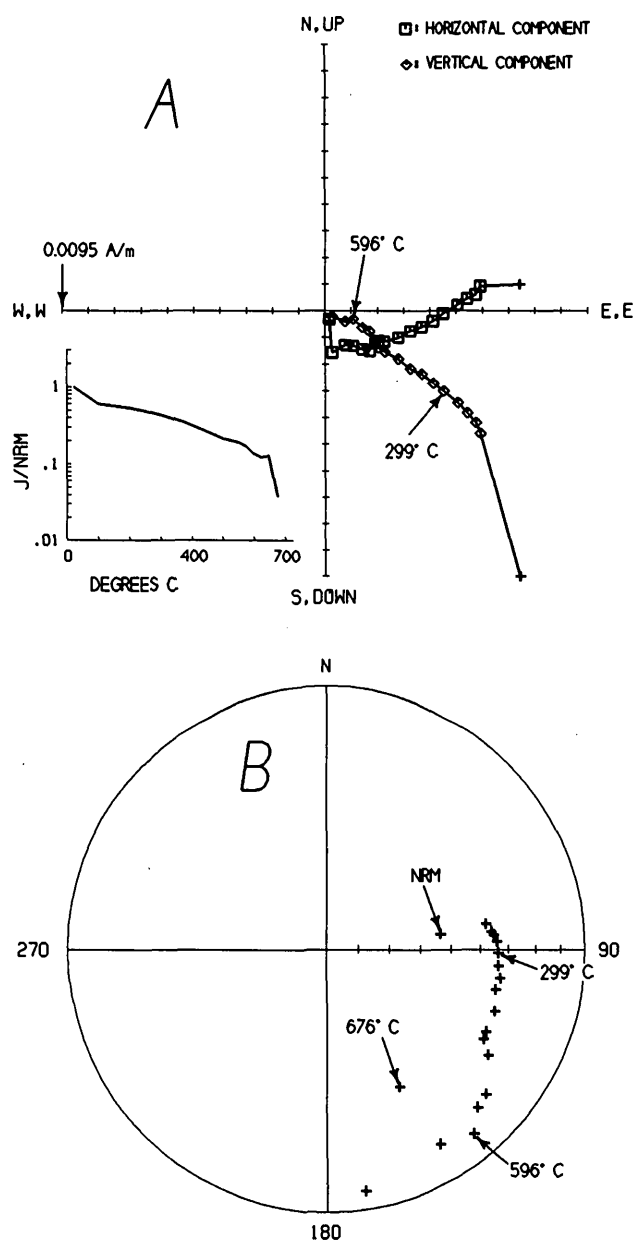 N,UP
⊡: HORIZONTAL COMPONENT
◇: VERTICAL COMPONENT
A
596° C
0.0095 A/m
W,W
E,E
1
.1
.01
J/NRM
299° C
0
400
700
DEGREES C
S,DOWN
N
B
NRM
270
90
299° C
676° C
596° C
180